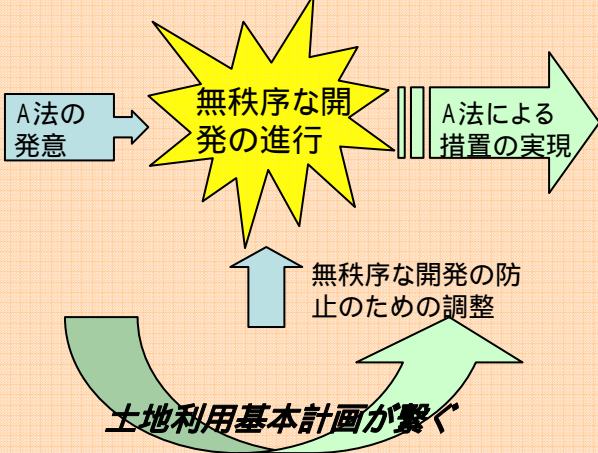 A法の
発意
無秩序な開
発の進行
A法による
措置の実現
無秩序な開発の防
止のための調整
土地利用基本計画が繋ぐ